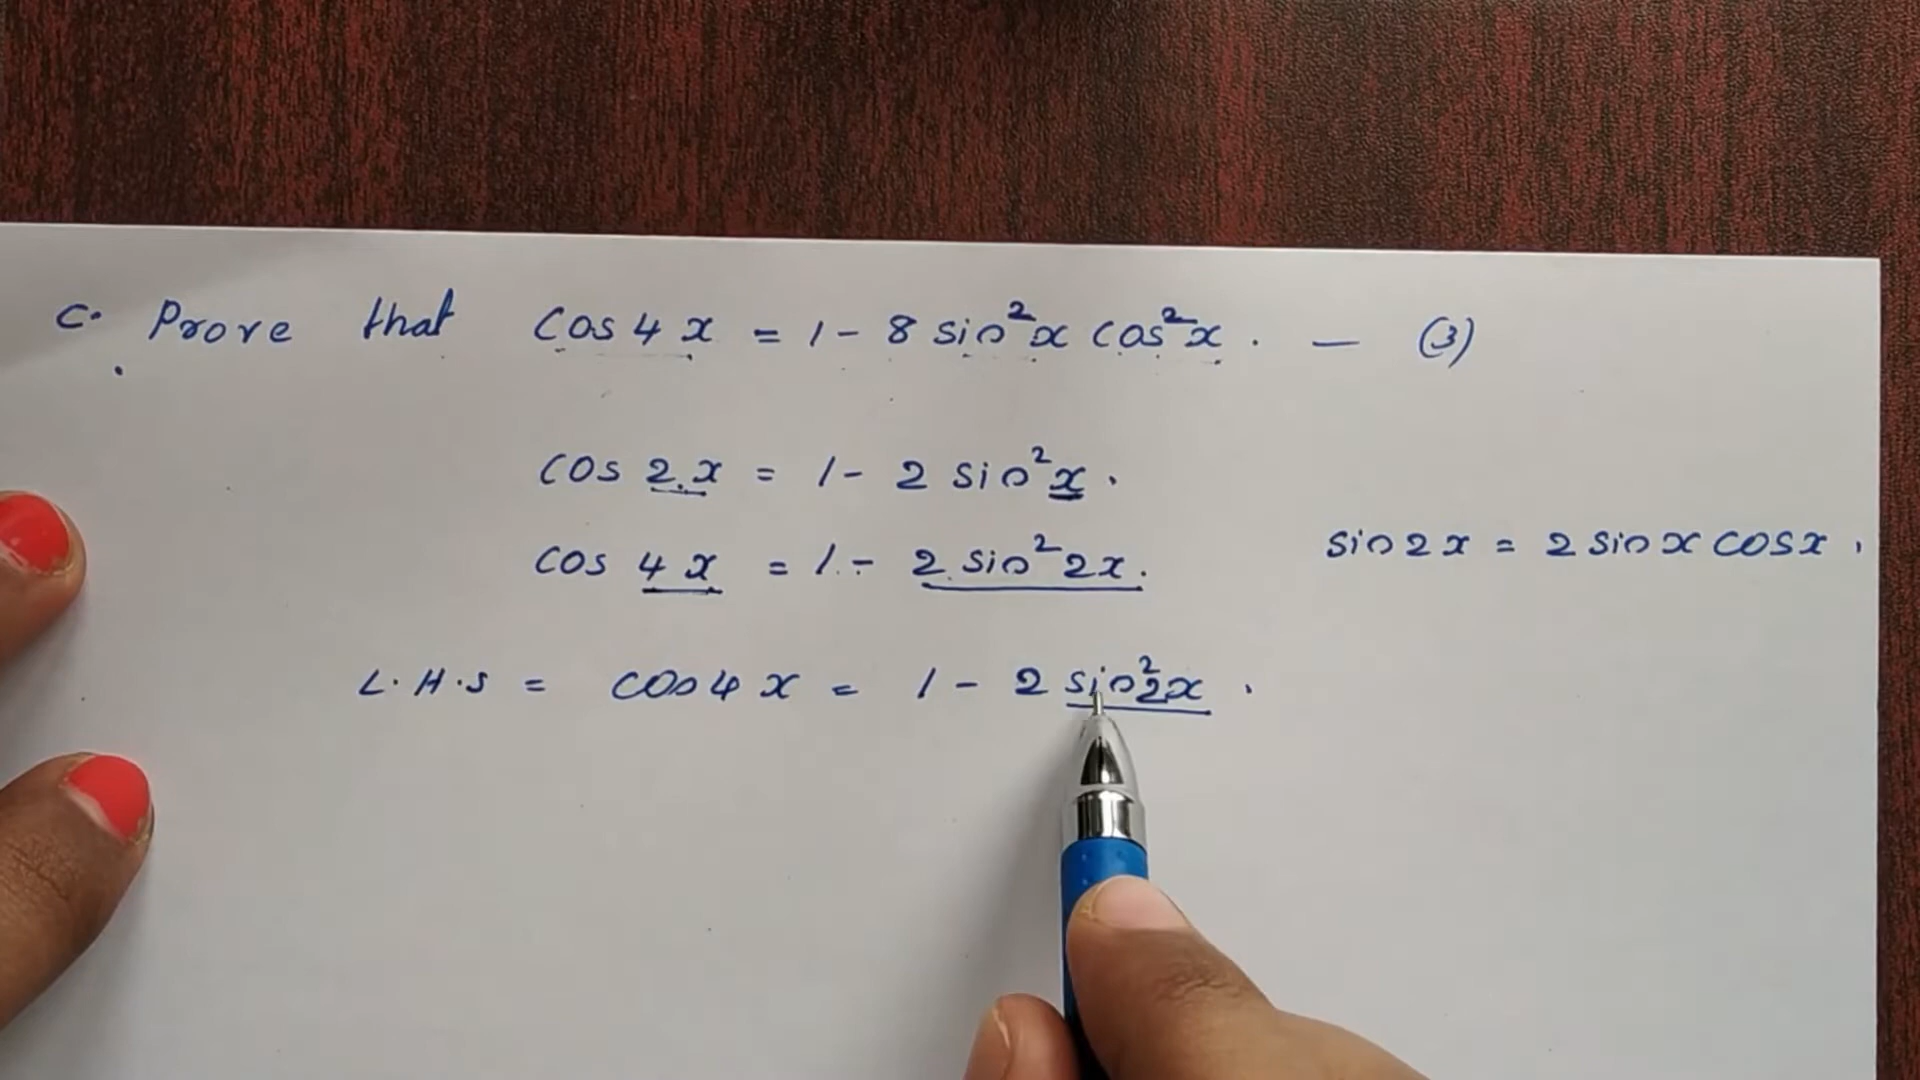 C. Prove that cos 4x = 1 - 8 sin²x cos²x. — (3)
cos 2x = 1 - 2 sin²x.
cos 4x = 1 - 2 sin²2x.
sin 2x = 2 sin x cos x.
L.H.S = cos 4x = 1 - 2 sin²2x.